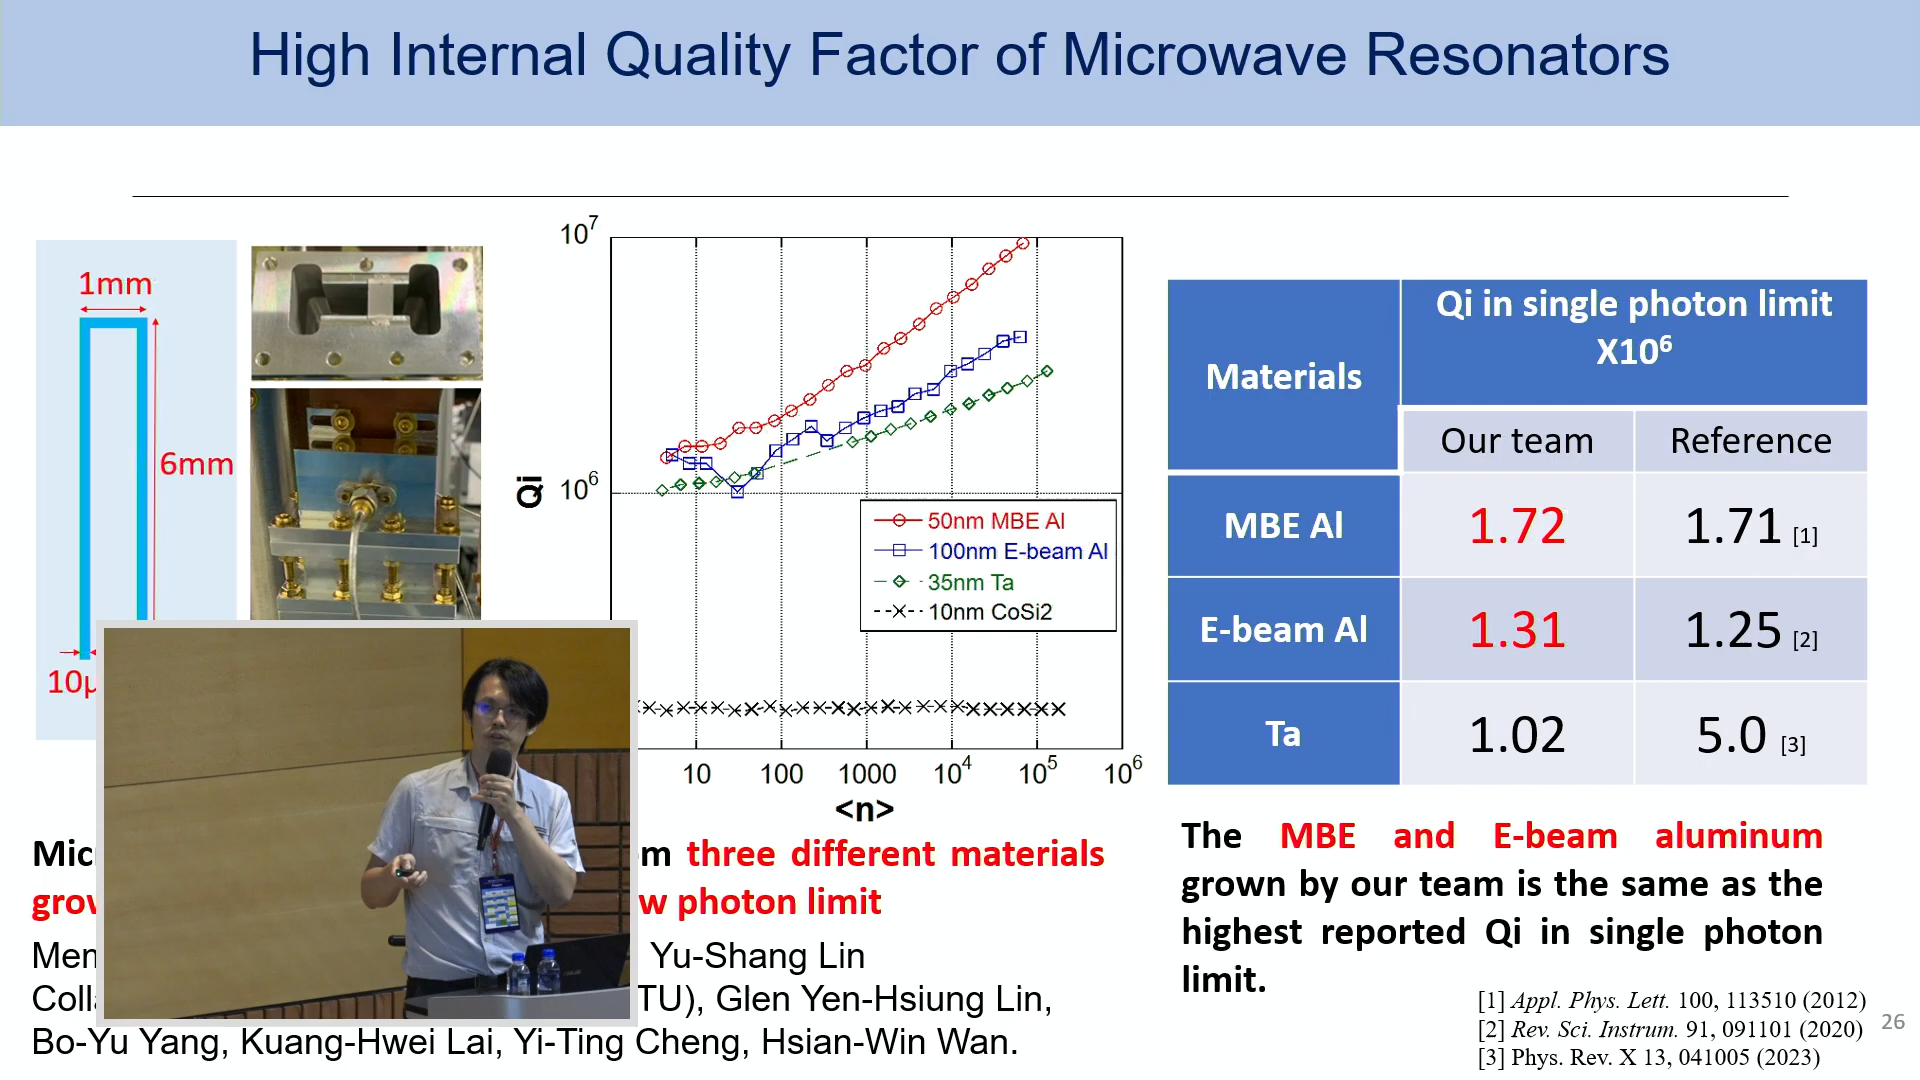 High Internal Quality Factor of Microwave Resonators
1mm
6mm
Qi
10⁷
10⁶
50nm MBE Al
100nm E-beam Al
35nm Ta
10nm CoSi2
10 100 1000 10⁴ 10⁵ 10⁶
<n>
three different materials
w photon limit
Yu-Shang Lin
TU), Glen Yen-Hsiung Lin,
Bo-Yu Yang, Kuang-Hwei Lai, Yi-Ting Cheng, Hsian-Win Wan.
Materials
Qi in single photon limit
X10⁶
Our team Reference
MBE Al 1.72 1.71 [1]
E-beam Al 1.31 1.25 [2]
Ta 1.02 5.0 [3]
The MBE and E-beam aluminum
grown by our team is the same as the
highest reported Qi in single photon
limit.
[1] Appl. Phys. Lett. 100, 113510 (2012)
[2] Rev. Sci. Instrum. 91, 091101 (2020)
[3] Phys. Rev. X 13, 041005 (2023)
26